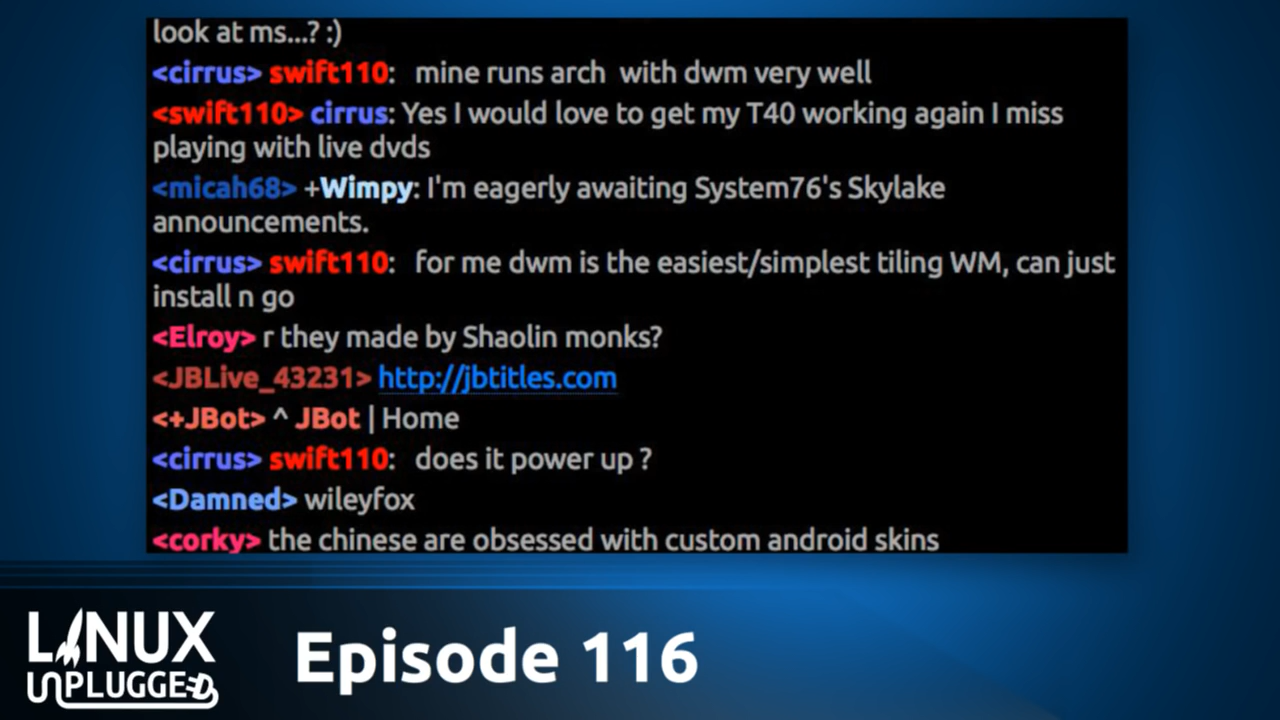 look at ms...? :)
<cirrus> swift110: mine runs arch with dwm very well
<swift110> cirrus: Yes I would love to get my T40 working again I miss
playing with live dvds
<micah68> +Wimpy: I'm eagerly awaiting System76's Skylake
announcements.
<cirrus> swift110: for me dwm is the easiest/simplest tiling WM, can just
install n go
<Elroy> r they made by Shaolin monks?
<JBLive_43231> http://jbtitles.com
<+JBot> ^ JBot | Home
<cirrus> swift110: does it power up ?
<Damned> wileyfox
<corky> the chinese are obsessed with custom android skins
LINUX
UNPLUGGED
Episode 116